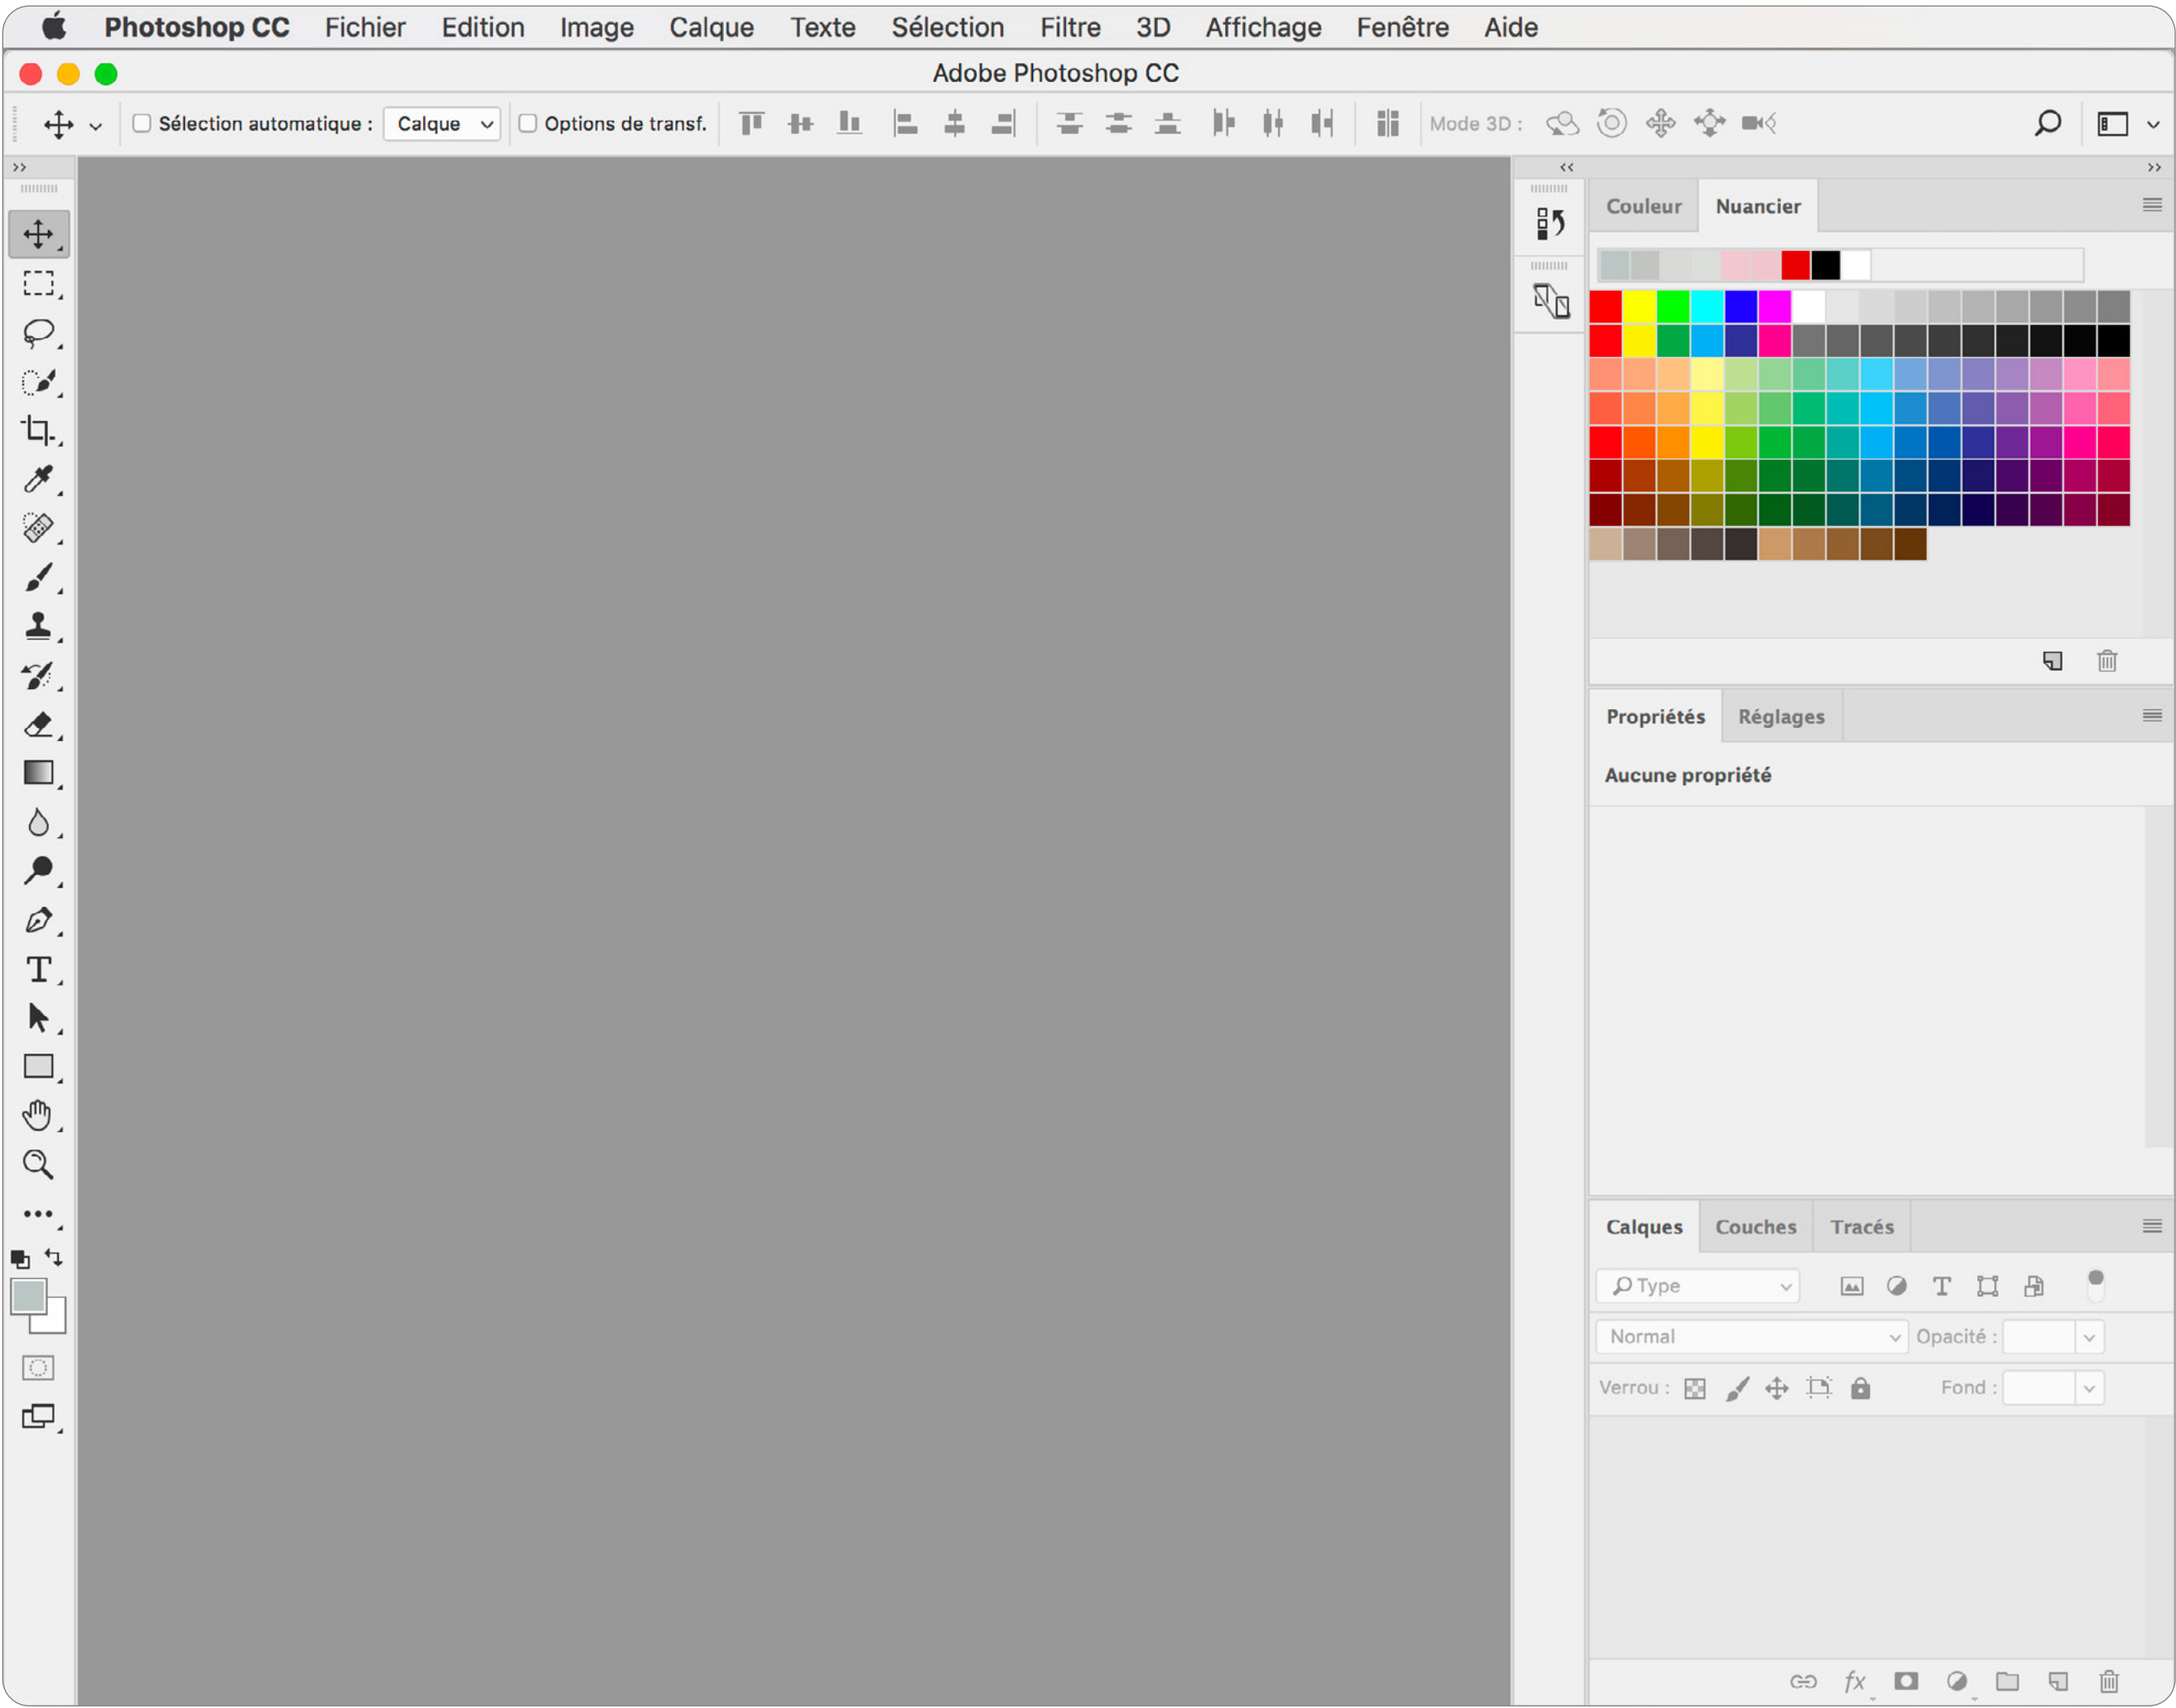 Photoshop CC Fichier Edition Image Calque Texte Sélection Filtre 3D Affichage Fenêtre Aide
Adobe Photoshop CC
Sélection automatique : Calque Options de transf. Mode 3D :
Couleur Nuancier
Propriétés Réglages
Aucune propriété
Calques Couches Tracés
Type
Normal Opacité :
Verrou : Fond :
fx